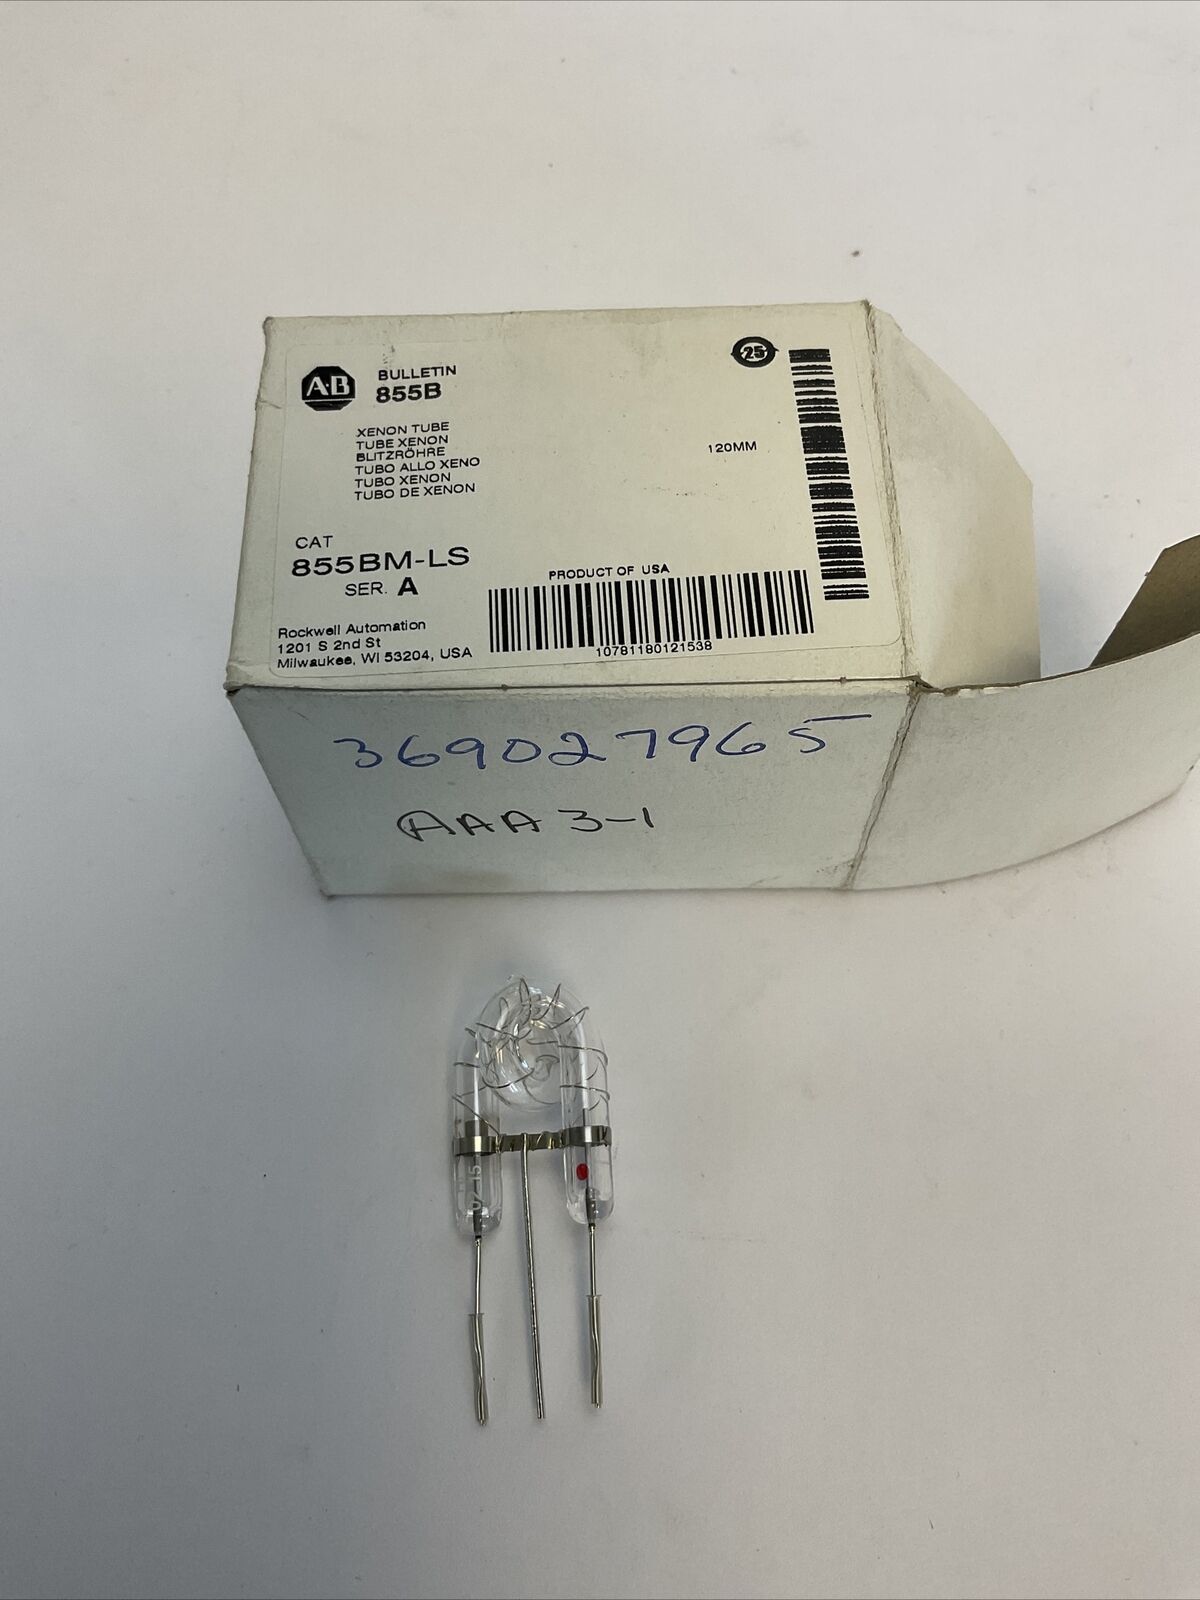 A·B
BULLETIN
855B
25
XENON TUBE
TUBE XENON
BLITZRÖHRE
TUBO ALLO XENO
TUBO XENON
TUBO DE XENON
120MM
CAT
855BM-LS
SER. A
PRODUCT OF USA
Rockwell Automation
1201 S 2nd St
Milwaukee, WI 53204, USA
10781180121538
369027965
AAA 3-1
02 15